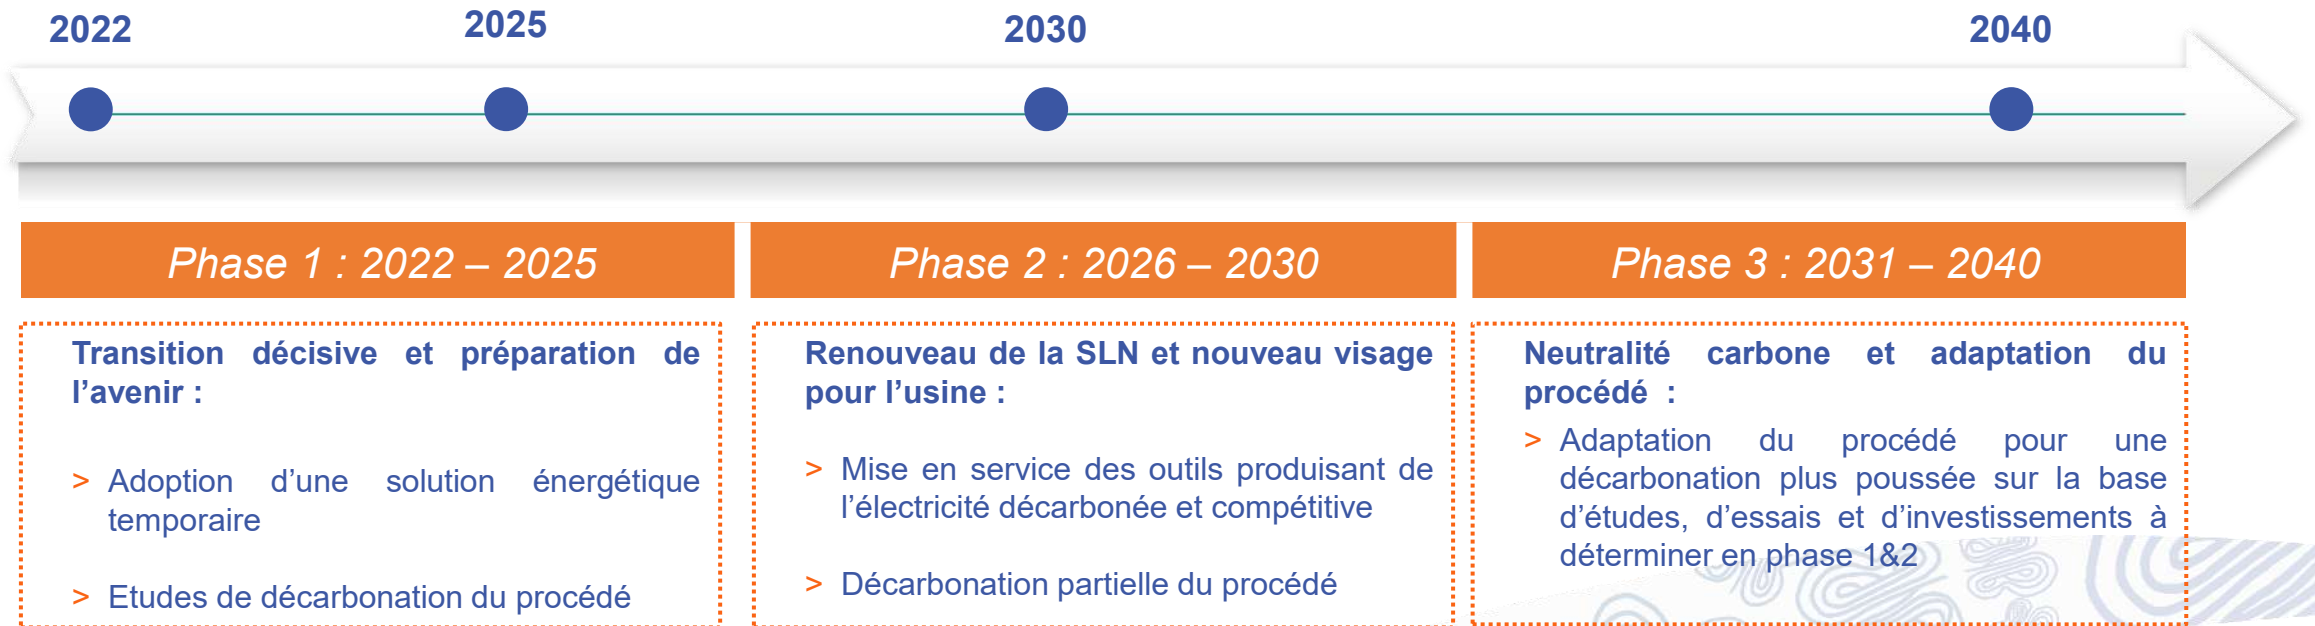 2022
2025
2030
2040
Phase 1 : 2022 – 2025
Phase 2 : 2026 – 2030
Phase 3 : 2031 – 2040
Transition décisive et préparation de
l’avenir :
> Adoption d’une solution énergétique
temporaire
> Etudes de décarbonation du procédé
Renouveau de la SLN et nouveau visage
pour l’usine :
> Mise en service des outils produisant de
l’électricité décarbonée et compétitive
> Décarbonation partielle du procédé
Neutralité carbone et adaptation du
procédé :
> Adaptation du procédé pour une
décarbonation plus poussée sur la base
d’études, d’essais et d’investissements à
déterminer en phase 1&2